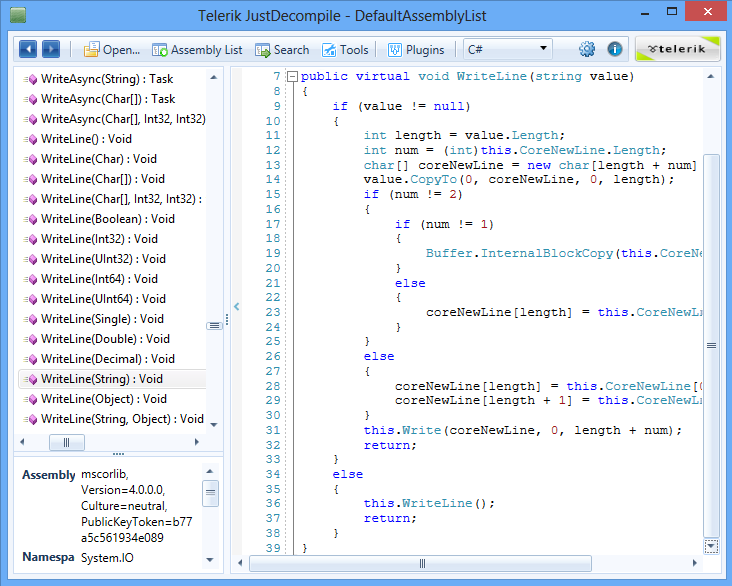 Telerik JustDecompile - DefaultAssemblyList
Open... Assembly List Search Tools Plugins C# telerik
WriteAsync(String) : Task
WriteAsync(Char[]) : Task
WriteAsync(Char[], Int32, Int32)
WriteLine() : Void
WriteLine(Char) : Void
WriteLine(Char[]) : Void
WriteLine(Char[], Int32, Int32) :
WriteLine(Boolean) : Void
WriteLine(Int32) : Void
WriteLine(UInt32) : Void
WriteLine(Int64) : Void
WriteLine(UInt64) : Void
WriteLine(Single) : Void
WriteLine(Double) : Void
WriteLine(Decimal) : Void
WriteLine(String) : Void
WriteLine(Object) : Void
WriteLine(String, Object) : Void
Assembly mscorlib,
Version=4.0.0.0,
Culture=neutral,
PublicKeyToken=b77
a5c561934e089
Namespa System.IO
7 public virtual void WriteLine(string value)
8 {
9 if (value != null)
10 {
11 int length = value.Length;
12 int num = (int)this.CoreNewLine.Length;
13 char[] coreNewLine = new char[length + num]
14 value.CopyTo(0, coreNewLine, 0, length);
15 if (num != 2)
16 {
17 if (num != 1)
18 {
19 Buffer.InternalBlockCopy(this.CoreNe
20 }
21 else
22 {
23 coreNewLine[length] = this.CoreNewLi
24 }
25 }
26 else
27 {
28 coreNewLine[length] = this.CoreNewLine[0
29 coreNewLine[length + 1] = this.CoreNewLi
30 }
31 this.Write(coreNewLine, 0, length + num);
32 return;
33 }
34 else
35 {
36 this.WriteLine();
37 return;
38 }
39 }